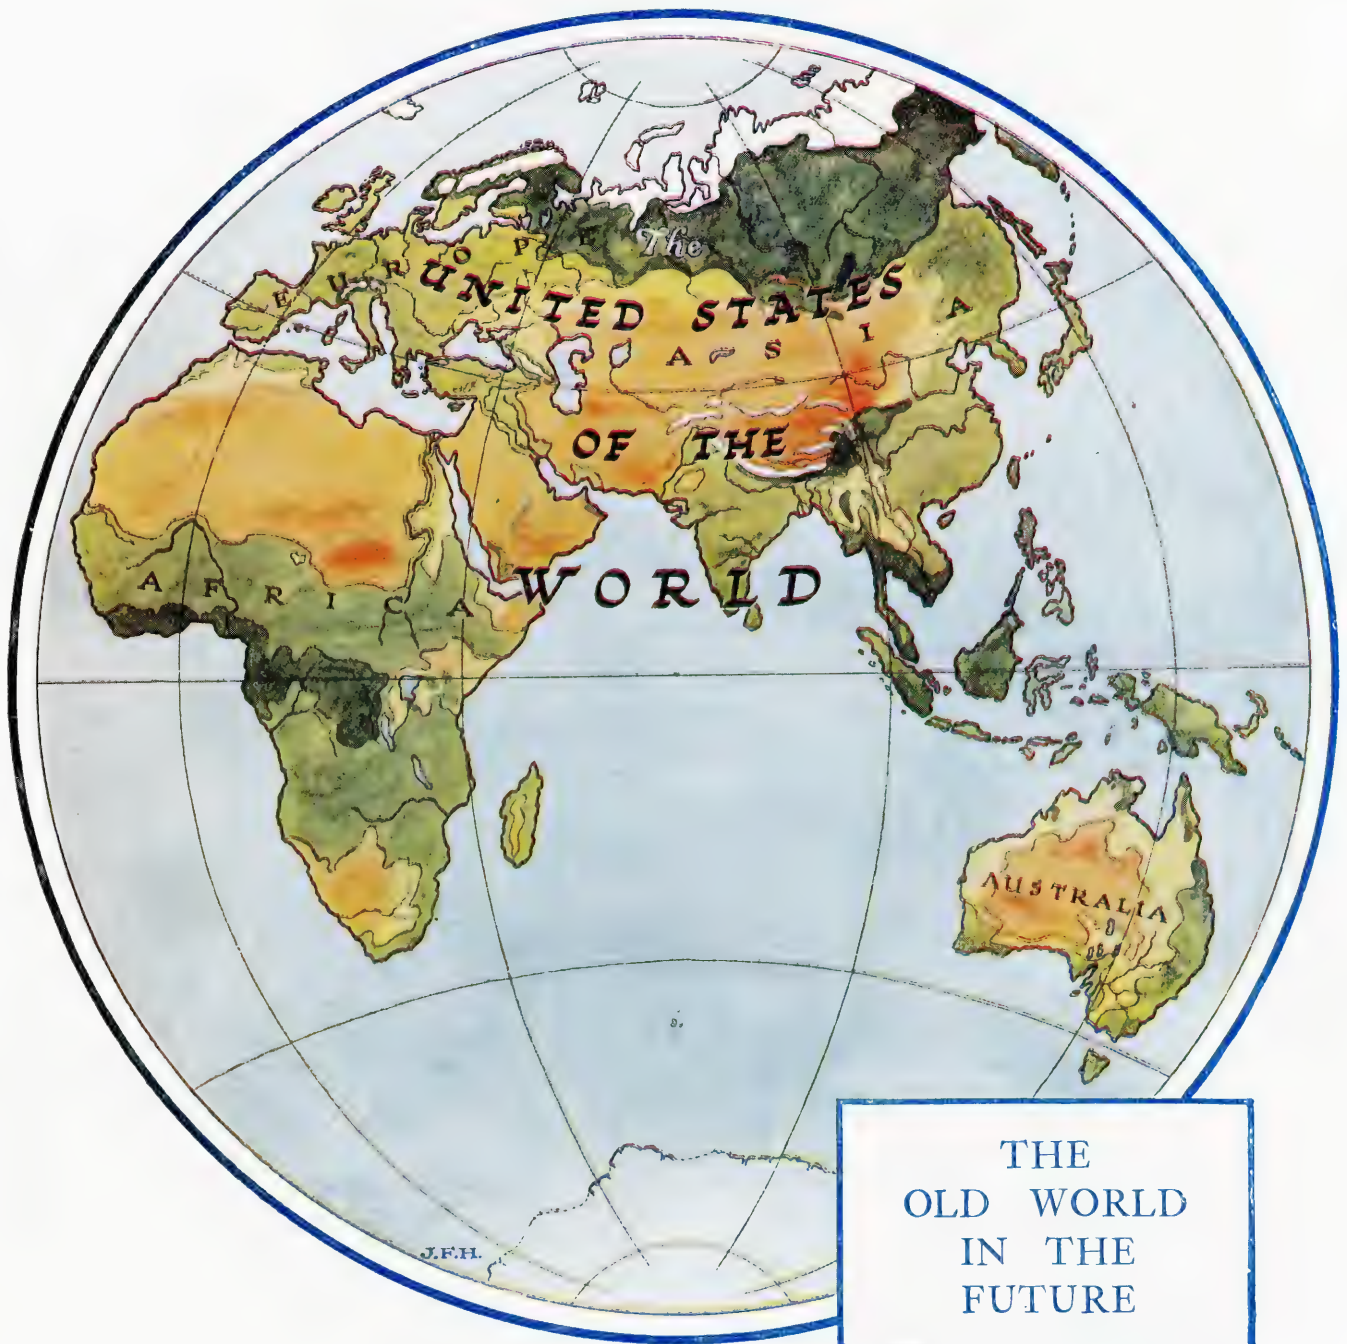 The
EUROPE
UNITED STATES
ASIA
OF THE
WORLD
AFRICA
AUSTRALIA
J.F.H.
THE
OLD WORLD
IN THE
FUTURE